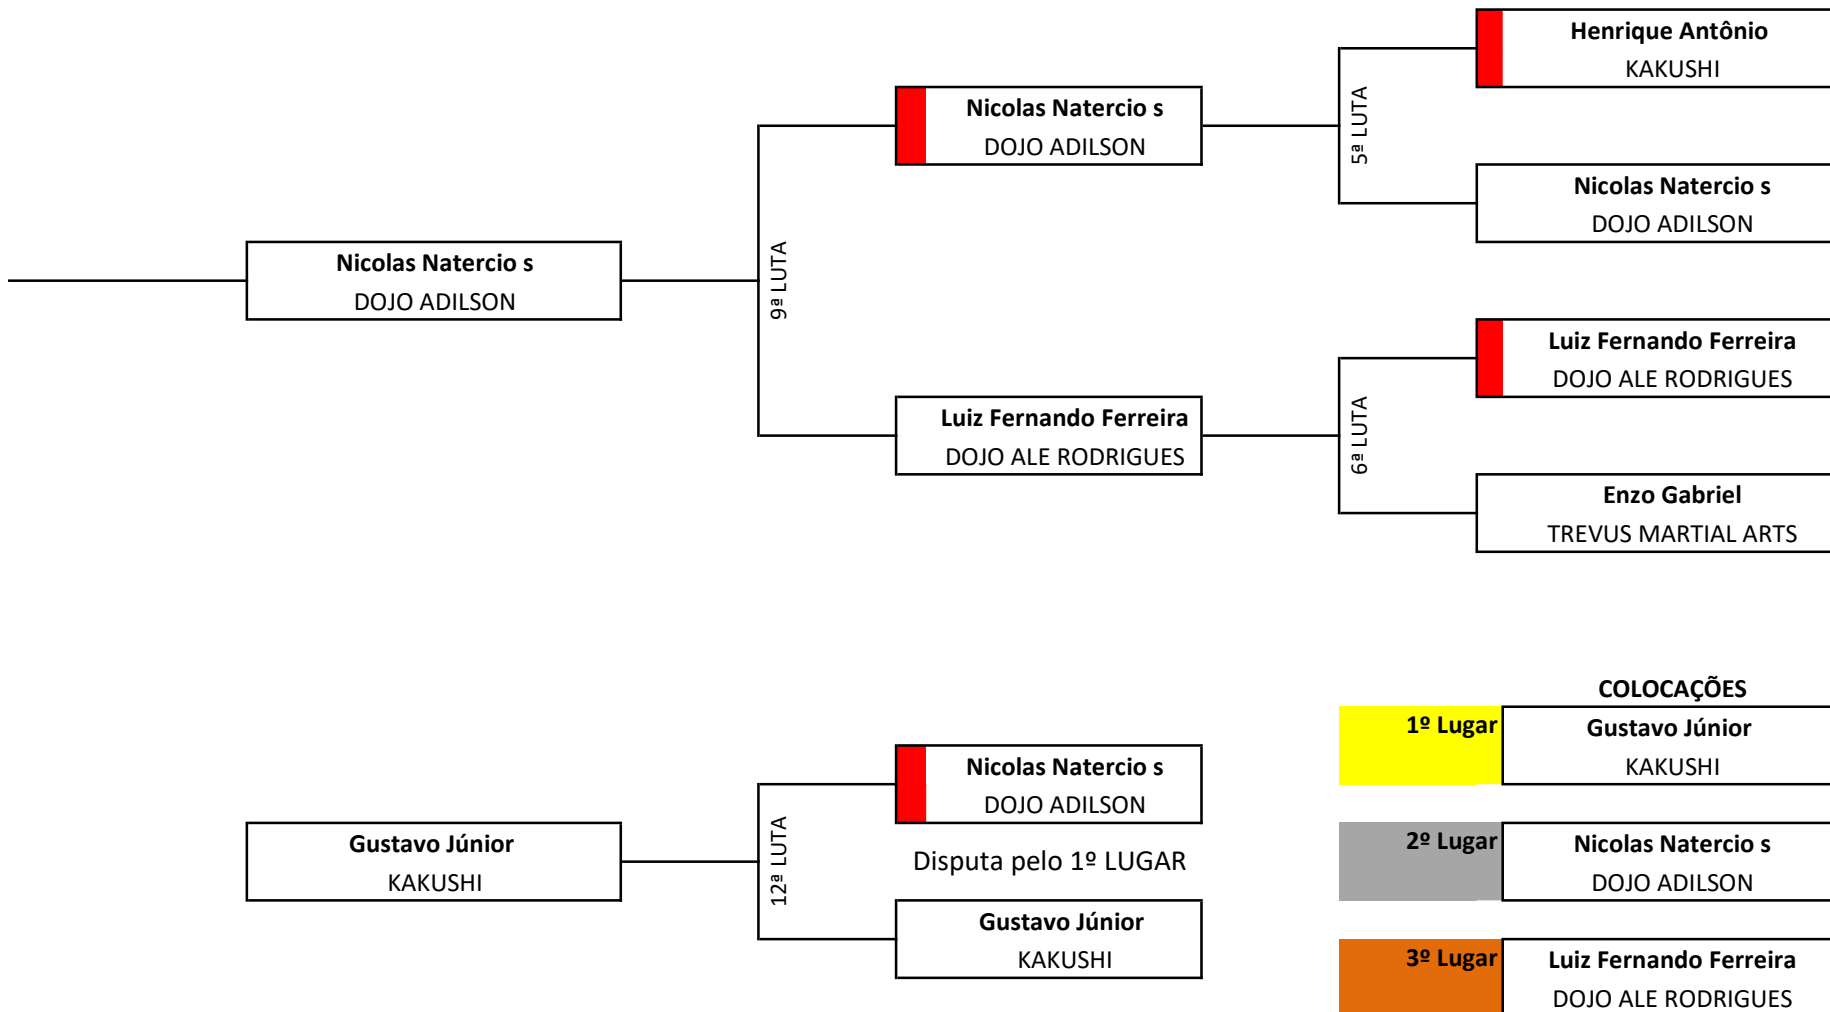 Henrique Antônio
KAKUSHI
Nicolas Natercio s
DOJO ADILSON
5ª LUTA
Nicolas Natercio s
DOJO ADILSON
Nicolas Natercio s
DOJO ADILSON
9ª LUTA
Luiz Fernando Ferreira
DOJO ALE RODRIGUES
Luiz Fernando Ferreira
DOJO ALE RODRIGUES
6ª LUTA
Enzo Gabriel
TREVUS MARTIAL ARTS
COLOCAÇÕES
1º Lugar
Gustavo Júnior
KAKUSHI
Nicolas Natercio s
DOJO ADILSON
Gustavo Júnior
KAKUSHI
12ª LUTA
Disputa pelo 1º LUGAR
2º Lugar
Nicolas Natercio s
DOJO ADILSON
Gustavo Júnior
KAKUSHI
3º Lugar
Luiz Fernando Ferreira
DOJO ALE RODRIGUES